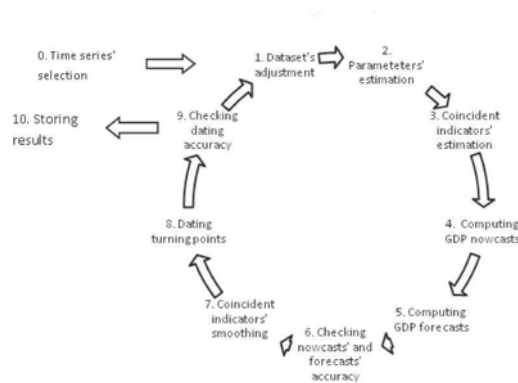 0. Time series'
selection
1. Dataset's
adjustment
2.
Parameteters'
estimation
3. Coincident
indicators'
estimation
4. Computing
GDP nowcasts
5. Computing
GDP forecasts
6. Checking
nowcasts' and
forecasts'
accuracy
7. Coincident
indicators'
smoothing
8. Dating
turning points
9. Checking
dating
accuracy
10. Storing
results